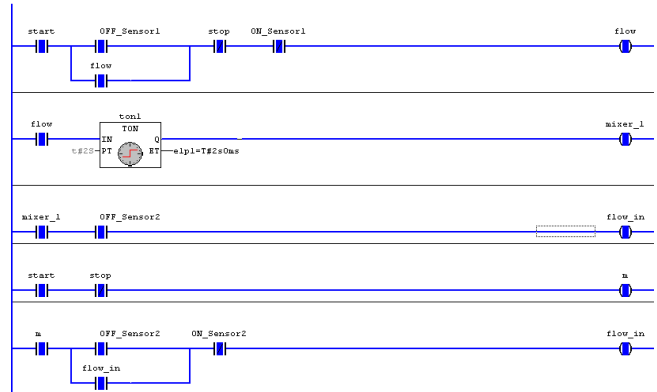 start OFF_Sensor1 stop ON_Sensor1 flow
flow
flow ton1 mixer_1
TON
IN Q
t#2S PT ET elp1=T#2s0ms
mixer_1 OFF_Sensor2 flow_in
start stop m
m OFF_Sensor2 ON_Sensor2 flow_in
flow_in